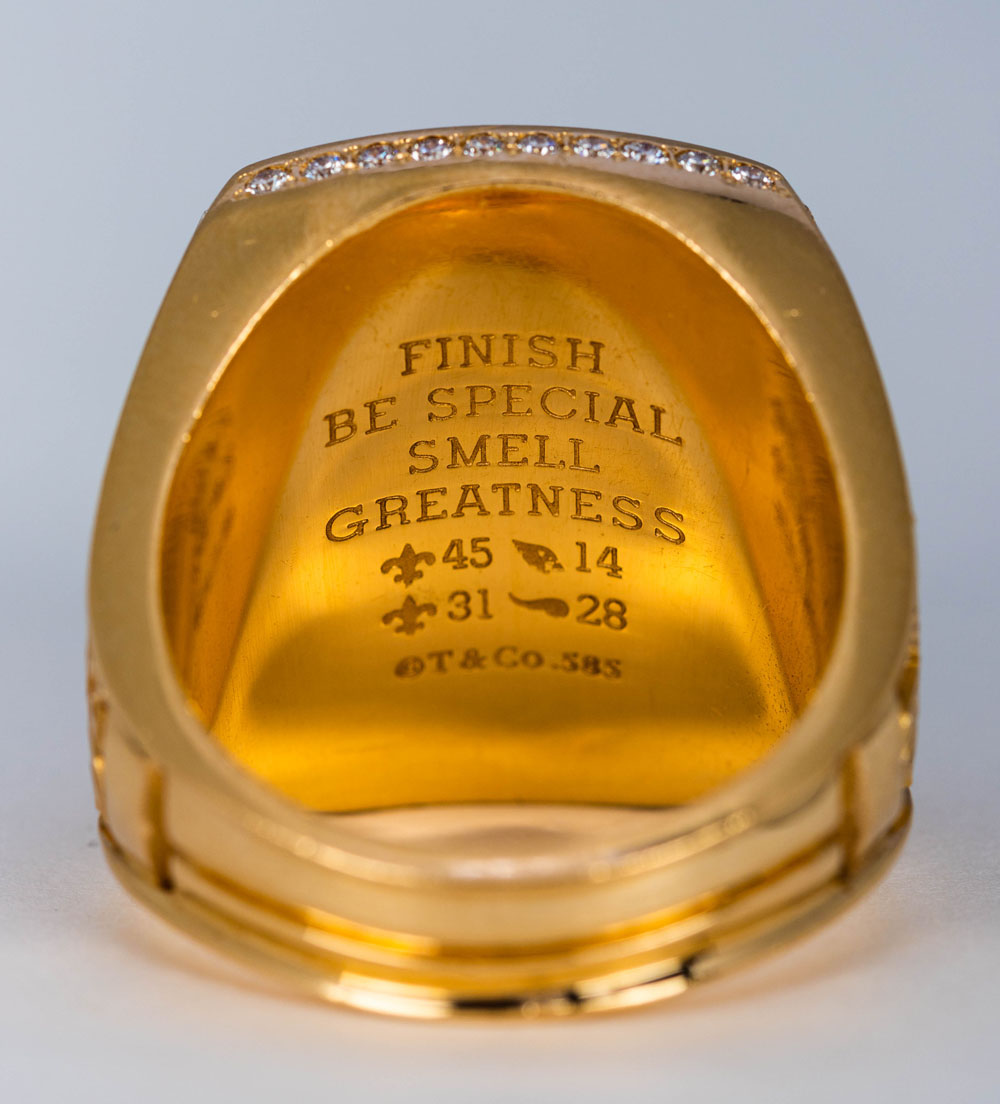 FINISH
BE SPECIAL
SMELL
GREATNESS
⚜ 45 14
⚜ 31 28
©T & CO. 585